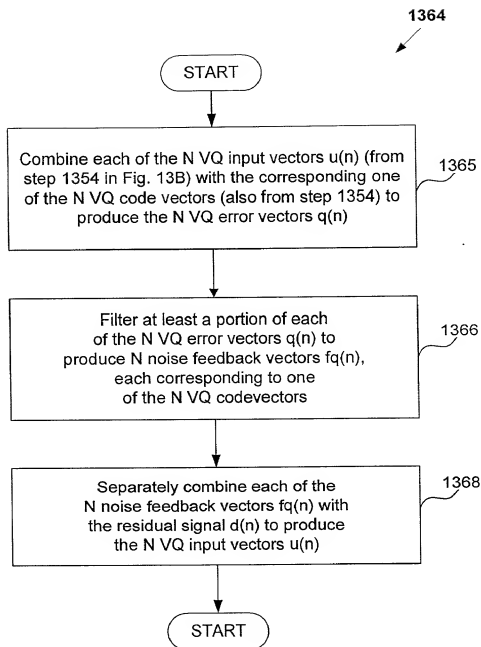 1364
START
Combine each of the N VQ input vectors u(n) (from
step 1354 in Fig. 13B) with the corresponding one
of the N VQ code vectors (also from step 1354) to
produce the N VQ error vectors q(n)
1365
Filter at least a portion of each
of the N VQ error vectors q(n) to
produce N noise feedback vectors fq(n),
each corresponding to one
of the N VQ codevectors
1366
Separately combine each of the
N noise feedback vectors fq(n) with
the residual signal d(n) to produce
the N VQ input vectors u(n)
1368
START